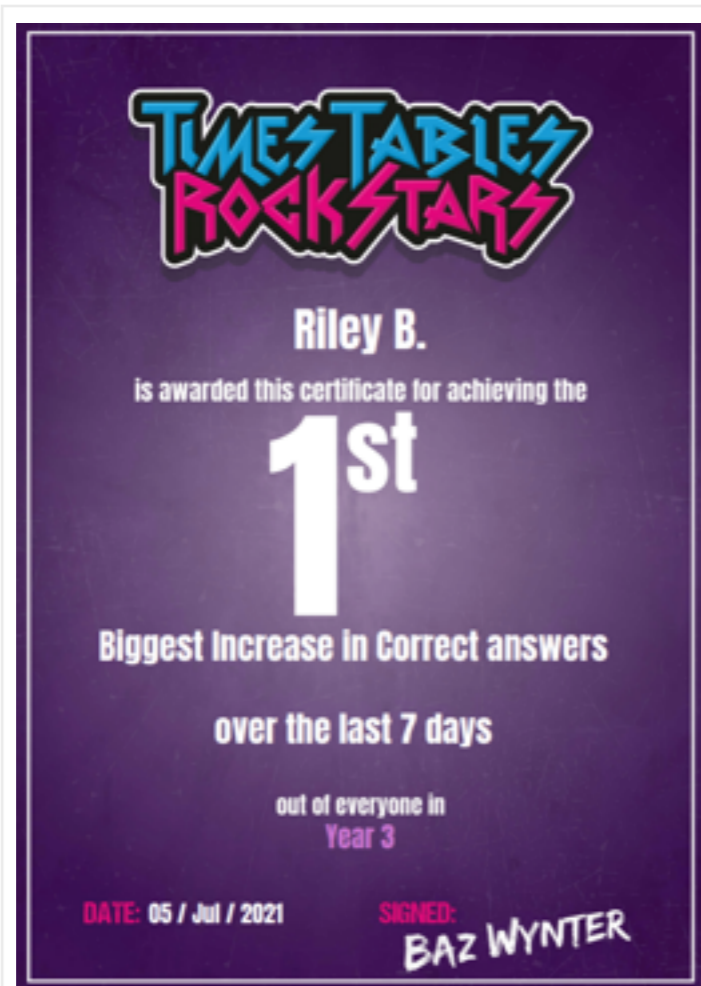 TIMES TABLES
ROCK STARS
Riley B.
is awarded this certificate for achieving the
1st
Biggest Increase in Correct answers
over the last 7 days
out of everyone in
Year 3
DATE: 05 / Jul / 2021 SIGNED:
BAZ WYNTER